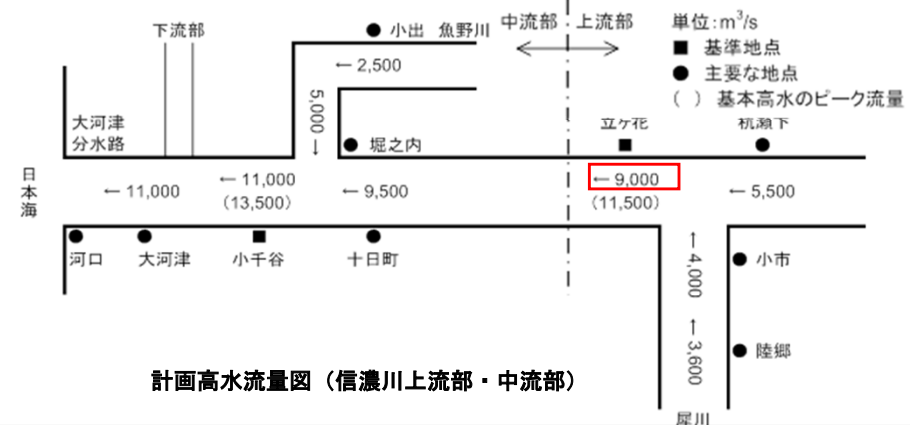 下流部
小出 魚野川
中流部
上流部
単位:m³/s
■ 基準地点
● 主要な地点
( ) 基本高水のピーク流量
← 2,500
5,000 →
大河津
分水路
堀之内
立ヶ花
杭瀬下
日本海
← 11,000
← 11,000
(13,500)
← 9,500
← 9,000
(11,500)
← 5,500
河口
大河津
小千谷
十日町
← 4,000
小市
← 3,600
陸郷
計画高水流量図(信濃川上流部・中流部)
犀川